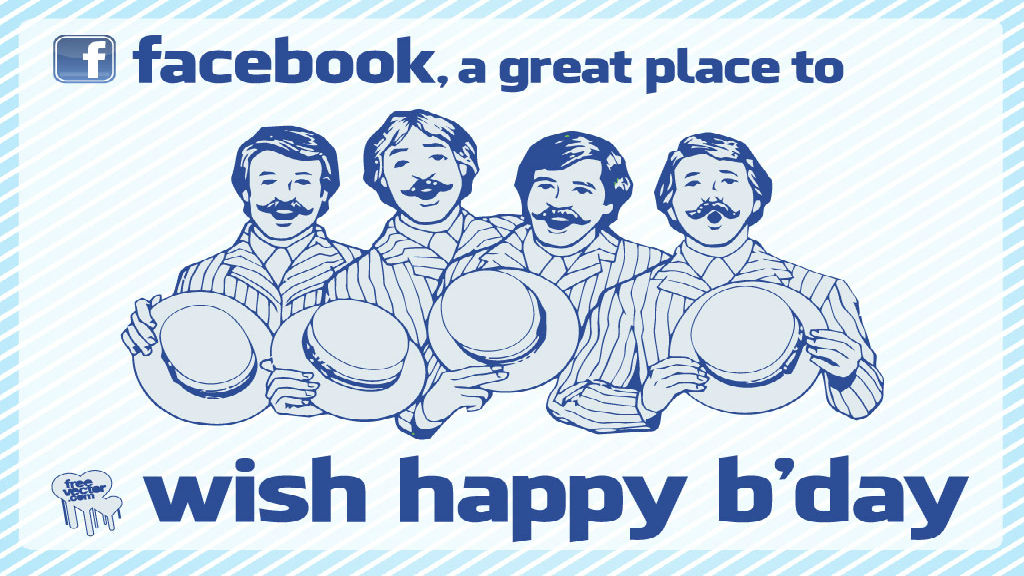 f facebook, a great place to
free
vector
.com
wish happy b'day